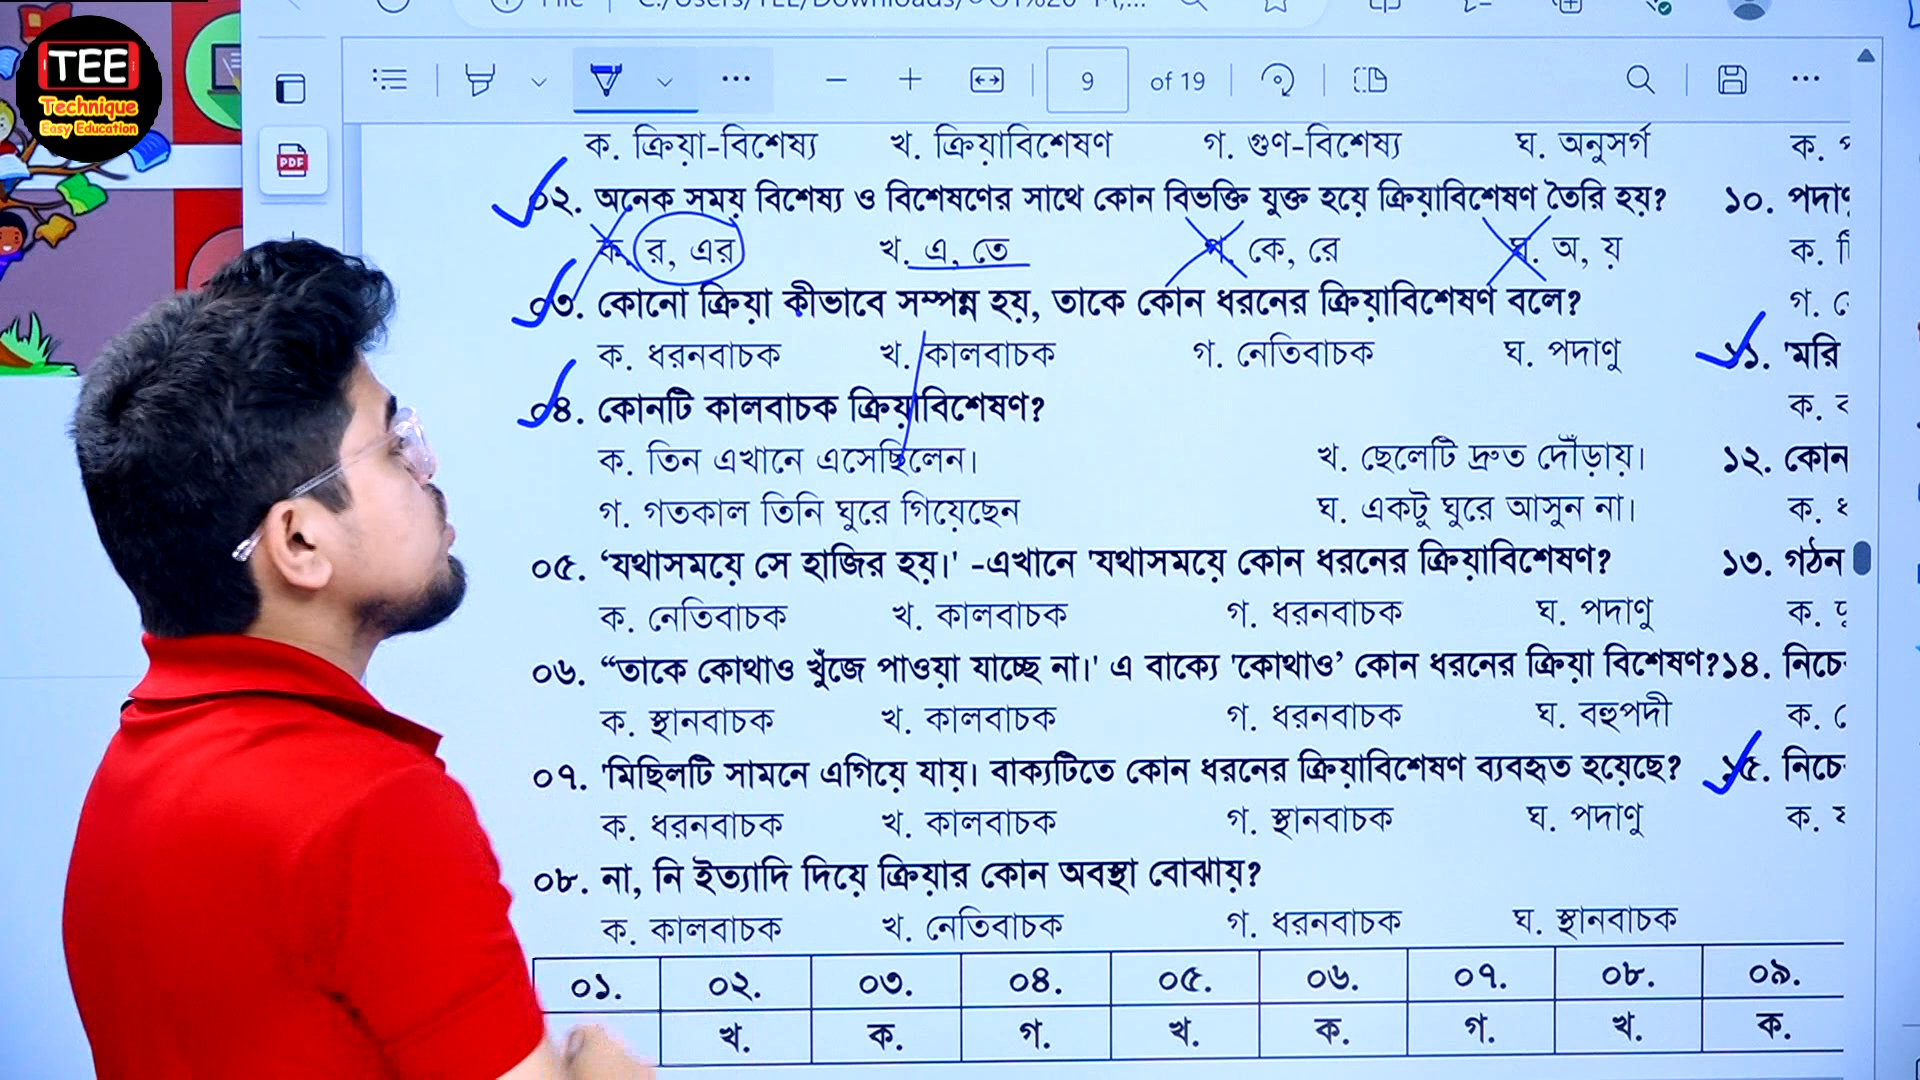 TEE
Technique
Easy Education
9 of 19
PDF
ক. ক্রিয়া-বিশেষ্য খ. ক্রিয়াবিশেষণ গ. গুণ-বিশেষ্য ঘ. অনুসর্গ ক.
০২. অনেক সময় বিশেষ্য ও বিশেষণের সাথে কোন বিভক্তি যুক্ত হয়ে ক্রিয়াবিশেষণ তৈরি হয়? ১০.
ক. র, এর খ. এ, তে গ. কে, রে ঘ. অ, য় ক.
০৩. কোনো ক্রিয়া কীভাবে সম্পন্ন হয়, তাকে কোন ধরনের ক্রিয়াবিশেষণ বলে? গ.
ক. ধরনবাচক খ. কালবাচক গ. নেতিবাচক ঘ. পদাণু ১১. 'মরি
০৪. কোনটি কালবাচক ক্রিয়াবিশেষণ? ক.
ক. তিন এখানে এসেছিলেন। খ. ছেলেটি দ্রুত দৌঁড়ায়। ১২. কোন
গ. গতকাল তিনি ঘুরে গিয়েছেন ঘ. একটু ঘুরে আসুন না। ক.
০৫. ‘যথাসময়ে সে হাজির হয়।' -এখানে 'যথাসময়ে কোন ধরনের ক্রিয়াবিশেষণ? ১৩. গঠন
ক. নেতিবাচক খ. কালবাচক গ. ধরনবাচক ঘ. পদাণু ক.
০৬. “তাকে কোথাও খুঁজে পাওয়া যাচ্ছে না।' এ বাক্যে 'কোথাও’ কোন ধরনের ক্রিয়া বিশেষণ? ১৪. নিচে
ক. স্থানবাচক খ. কালবাচক গ. ধরনবাচক ঘ. বহুপদী ক.
০৭. 'মিছিলটি সামনে এগিয়ে যায়। বাক্যটিতে কোন ধরনের ক্রিয়াবিশেষণ ব্যবহৃত হয়েছে? ১৫. নিচে
ক. ধরনবাচক খ. কালবাচক গ. স্থানবাচক ঘ. পদাণু ক.
০৮. না, নি ইত্যাদি দিয়ে ক্রিয়ার কোন অবস্থা বোঝায়?
ক. কালবাচক খ. নেতিবাচক গ. ধরনবাচক ঘ. স্থানবাচক
০১. ০২. ০৩. ০৪. ০৫. ০৬. ০৭. ০৮. ০৯.
খ. ক. গ. খ. ক. গ. খ. ক.